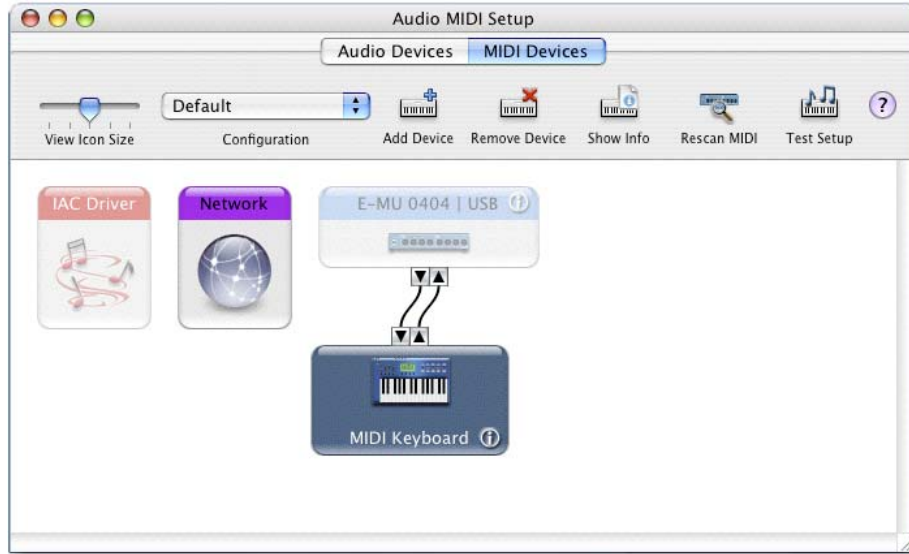 Audio MIDI Setup
Audio Devices MIDI Devices
Default
View Icon Size Configuration Add Device Remove Device Show Info Rescan MIDI Test Setup ?
IAC Driver Network E-MU 0404 | USB i
MIDI Keyboard i